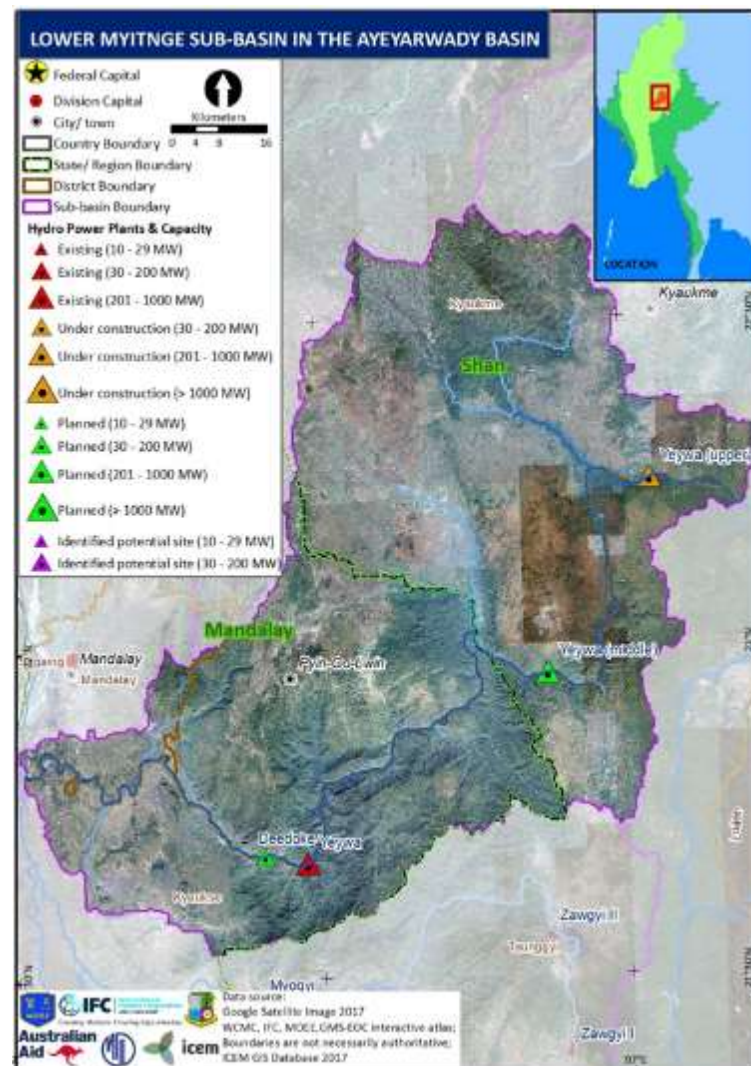 LOWER MYITNGE SUB-BASIN IN THE AYEYARWADY BASIN
Federal Capital
Division Capital
City/ town
Country Boundary
State/ Region Boundary
District Boundary
Sub-basin Boundary
Kilometers
0 4 8 16
Hydro Power Plants & Capacity
Existing (10 - 29 MW)
Existing (30 - 200 MW)
Existing (201 - 1000 MW)
Under construction (30 - 200 MW)
Under construction (201 - 1000 MW)
Under construction (> 1000 MW)
Planned (10 - 29 MW)
Planned (30 - 200 MW)
Planned (201 - 1000 MW)
Planned (> 1000 MW)
Identified potential site (10 - 29 MW)
Identified potential site (30 - 200 MW)
LOCATION
Kyaukme
Kyaukme
Shan
Yeywa (upper)
Mandalay
Mandalay
Mandalay
Pyin-Oo-Lwin
Yeywa (middle)
Deedoke
Yeywa
Kyaukse
Zawgyi II
Taunggyi
Myogyi
Zawgyi I
97°E
IFC
Australian
Aid
icem
Data source:
Google Satellite Image 2017
WCMC, IFC, MOEE,GMS-EOC interactive atlas;
Boundaries are not necessarily authoritative;
ICEM GIS Database 2017